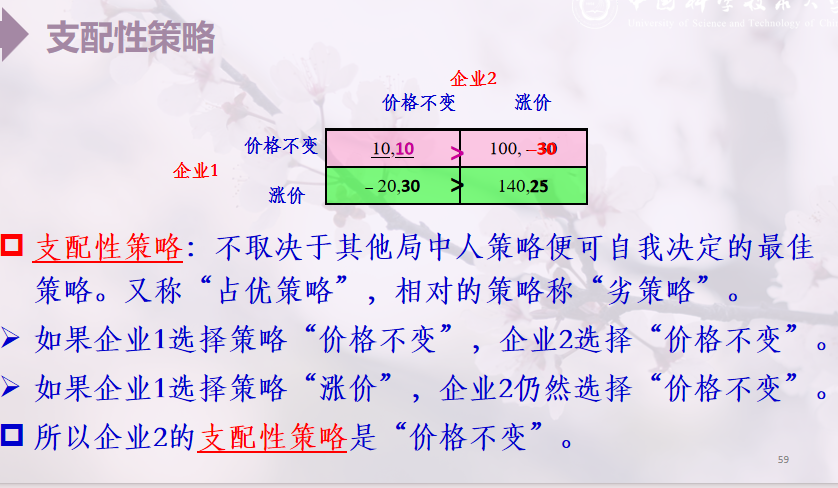 中国科学技术大
University of Science and Technology of Ch
支配性策略
企业2
价格不变 涨价
价格不变 10,10 > 100, –30
企业1
涨价 – 20,30 > 140,25
支配性策略：不取决于其他局中人策略便可自我决定的最佳
策略。又称“占优策略”，相对的策略称“劣策略”。
如果企业1选择策略“价格不变”，企业2选择“价格不变”。
如果企业1选择策略“涨价”，企业2仍然选择“价格不变”。
所以企业2的支配性策略是“价格不变”。
59